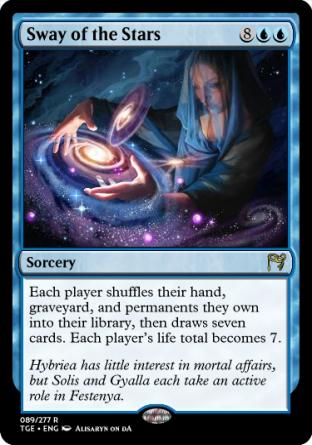 Sway of the Stars 8
Sorcery
Each player shuffles their hand,
graveyard, and permanents they own
into their library, then draws seven
cards. Each player's life total becomes 7.
Hybriea has little interest in mortal affairs,
but Solis and Gyalla each take an active
role in Festenya.
089/277 R
TGE • ENG ALISARYN ON DA